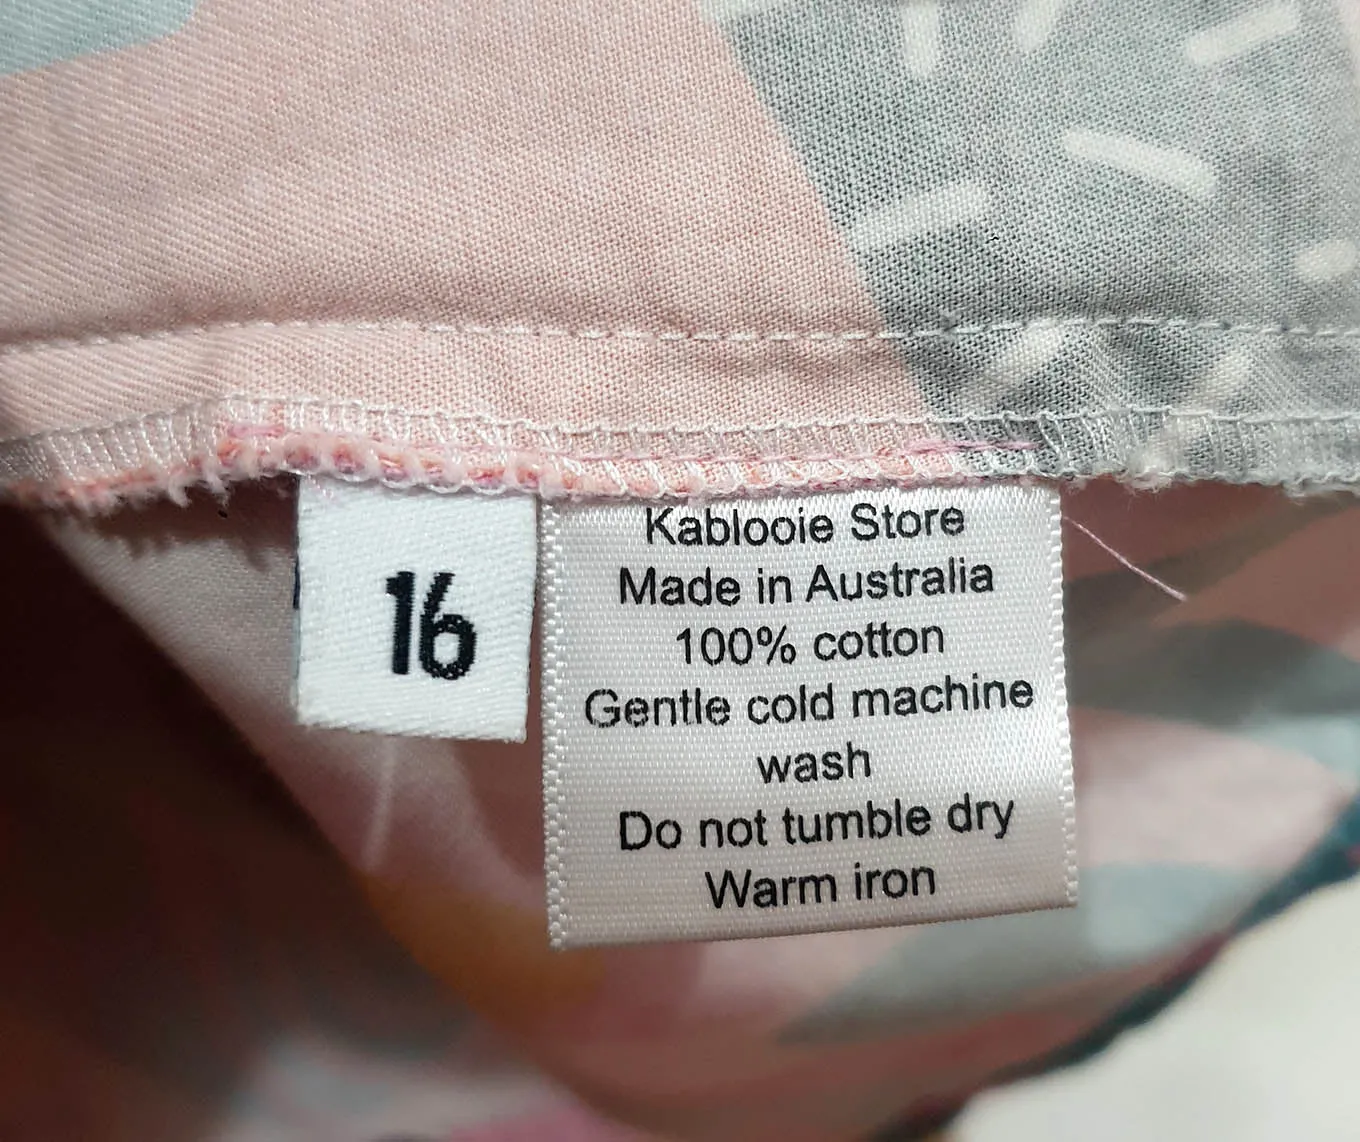 16
Kablooie Store
Made in Australia
100% cotton
Gentle cold machine
wash
Do not tumble dry
Warm iron